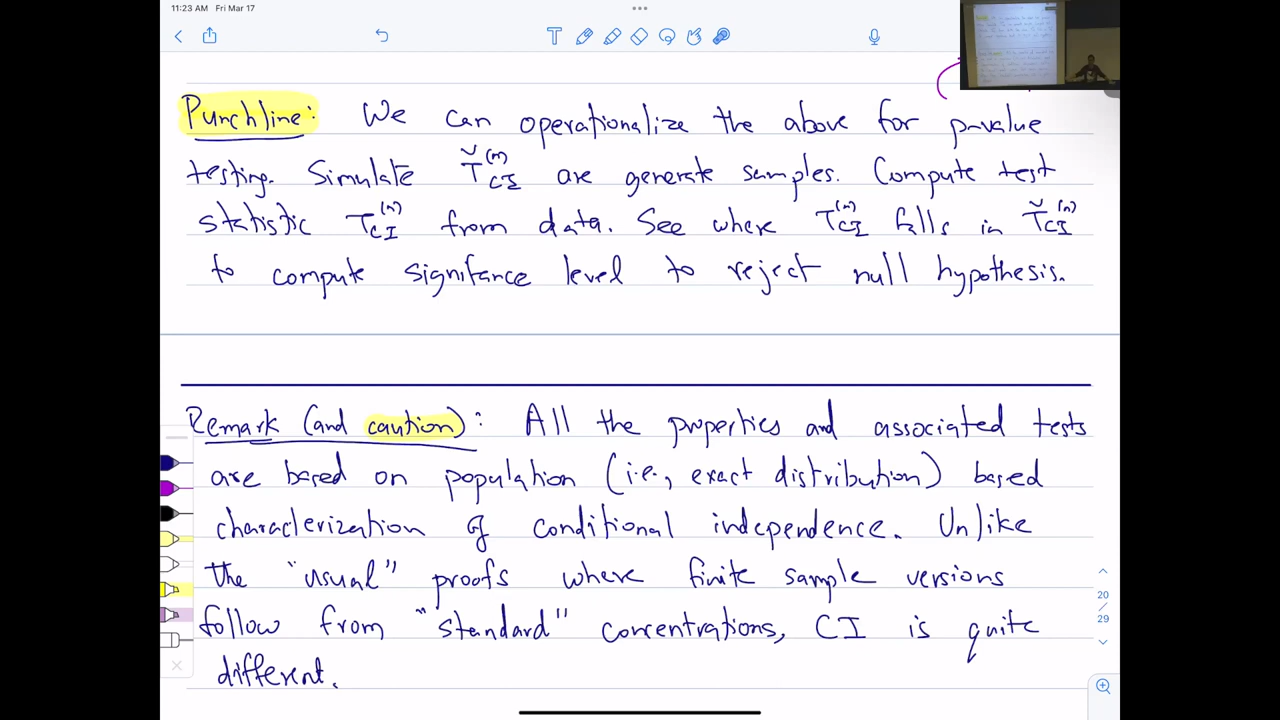 11:23 AM Fri Mar 17
Punchline: We can operationalize the above for p-value
testing. Simulate Ť_CI^(n) are generate samples. Compute test
statistic T_CI^(n) from data. See where T_CI^(n) falls in Ť_CI^(n)
to compute signifance level to reject null hypothesis.
Remark (and caution): All the properties and associated tests
are based on population (i.e., exact distribution) based
characterization of conditional independence. Unlike
the "usual" proofs where finite sample versions
follow from "standard" concentrations, CI is quite
different.
20
/
29